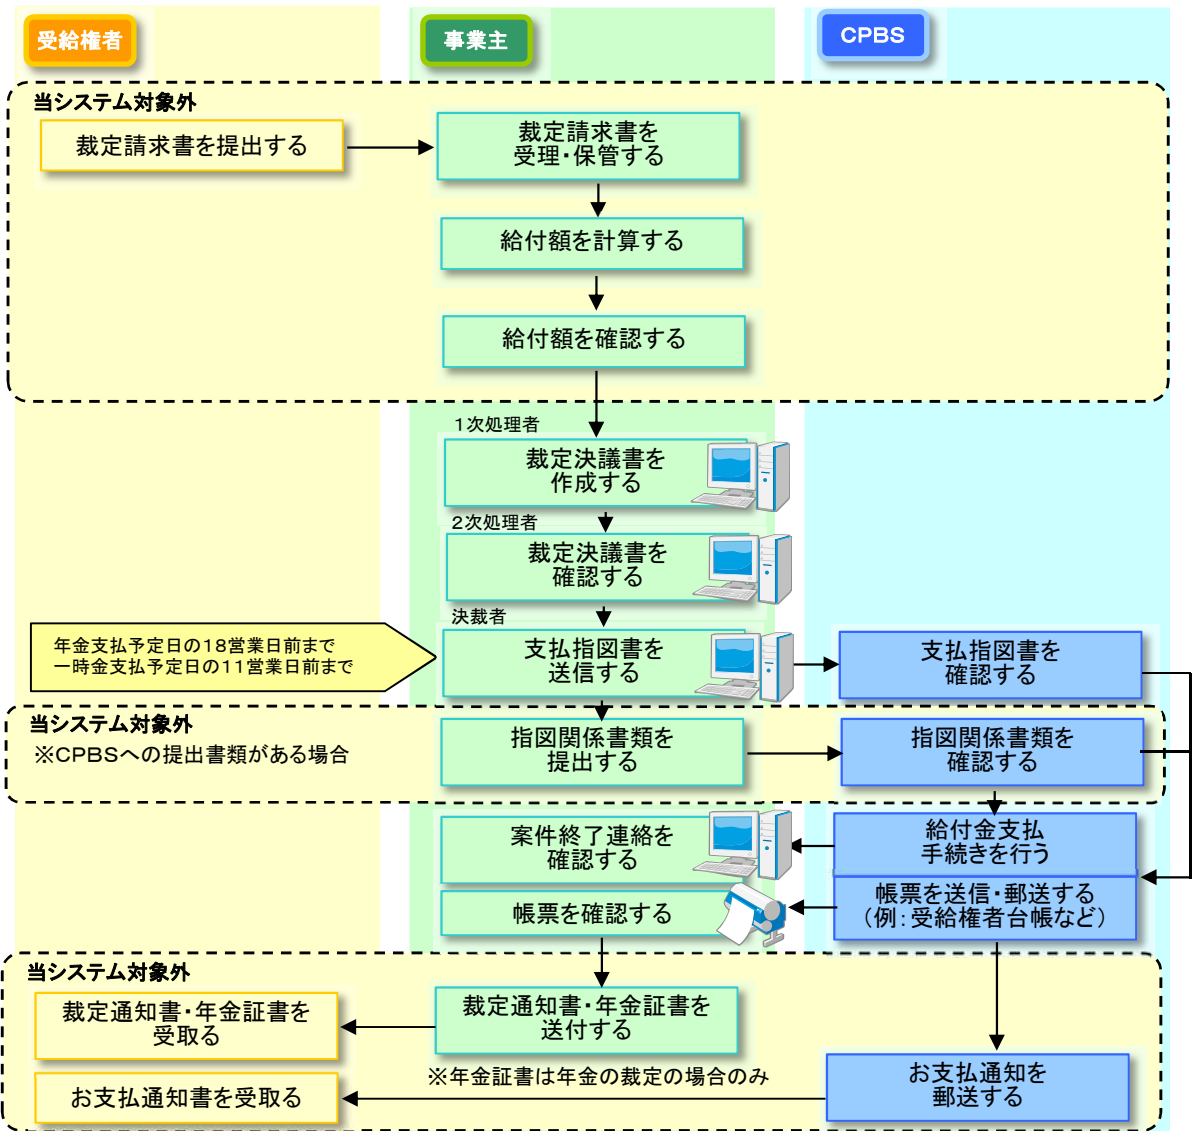 受給権者
事業主
CPBS
当システム対象外
裁定請求書を提出する
裁定請求書を
受理・保管する
給付額を計算する
給付額を確認する
1次処理者
裁定決議書を
作成する
2次処理者
裁定決議書を
確認する
決裁者
年金支払予定日の18営業日前まで
一時金支払予定日の11営業日前まで
支払指図書を
送信する
支払指図書を
確認する
当システム対象外
※CPBSへの提出書類がある場合
指図関係書類を
提出する
指図関係書類を
確認する
案件終了連絡を
確認する
給付金支払
手続きを行う
帳票を確認する
帳票を送信・郵送する
（例：受給権者台帳など）
当システム対象外
裁定通知書・年金証書を
受取る
裁定通知書・年金証書を
送付する
※年金証書は年金の裁定の場合のみ
お支払通知書を受取る
お支払通知を
郵送する